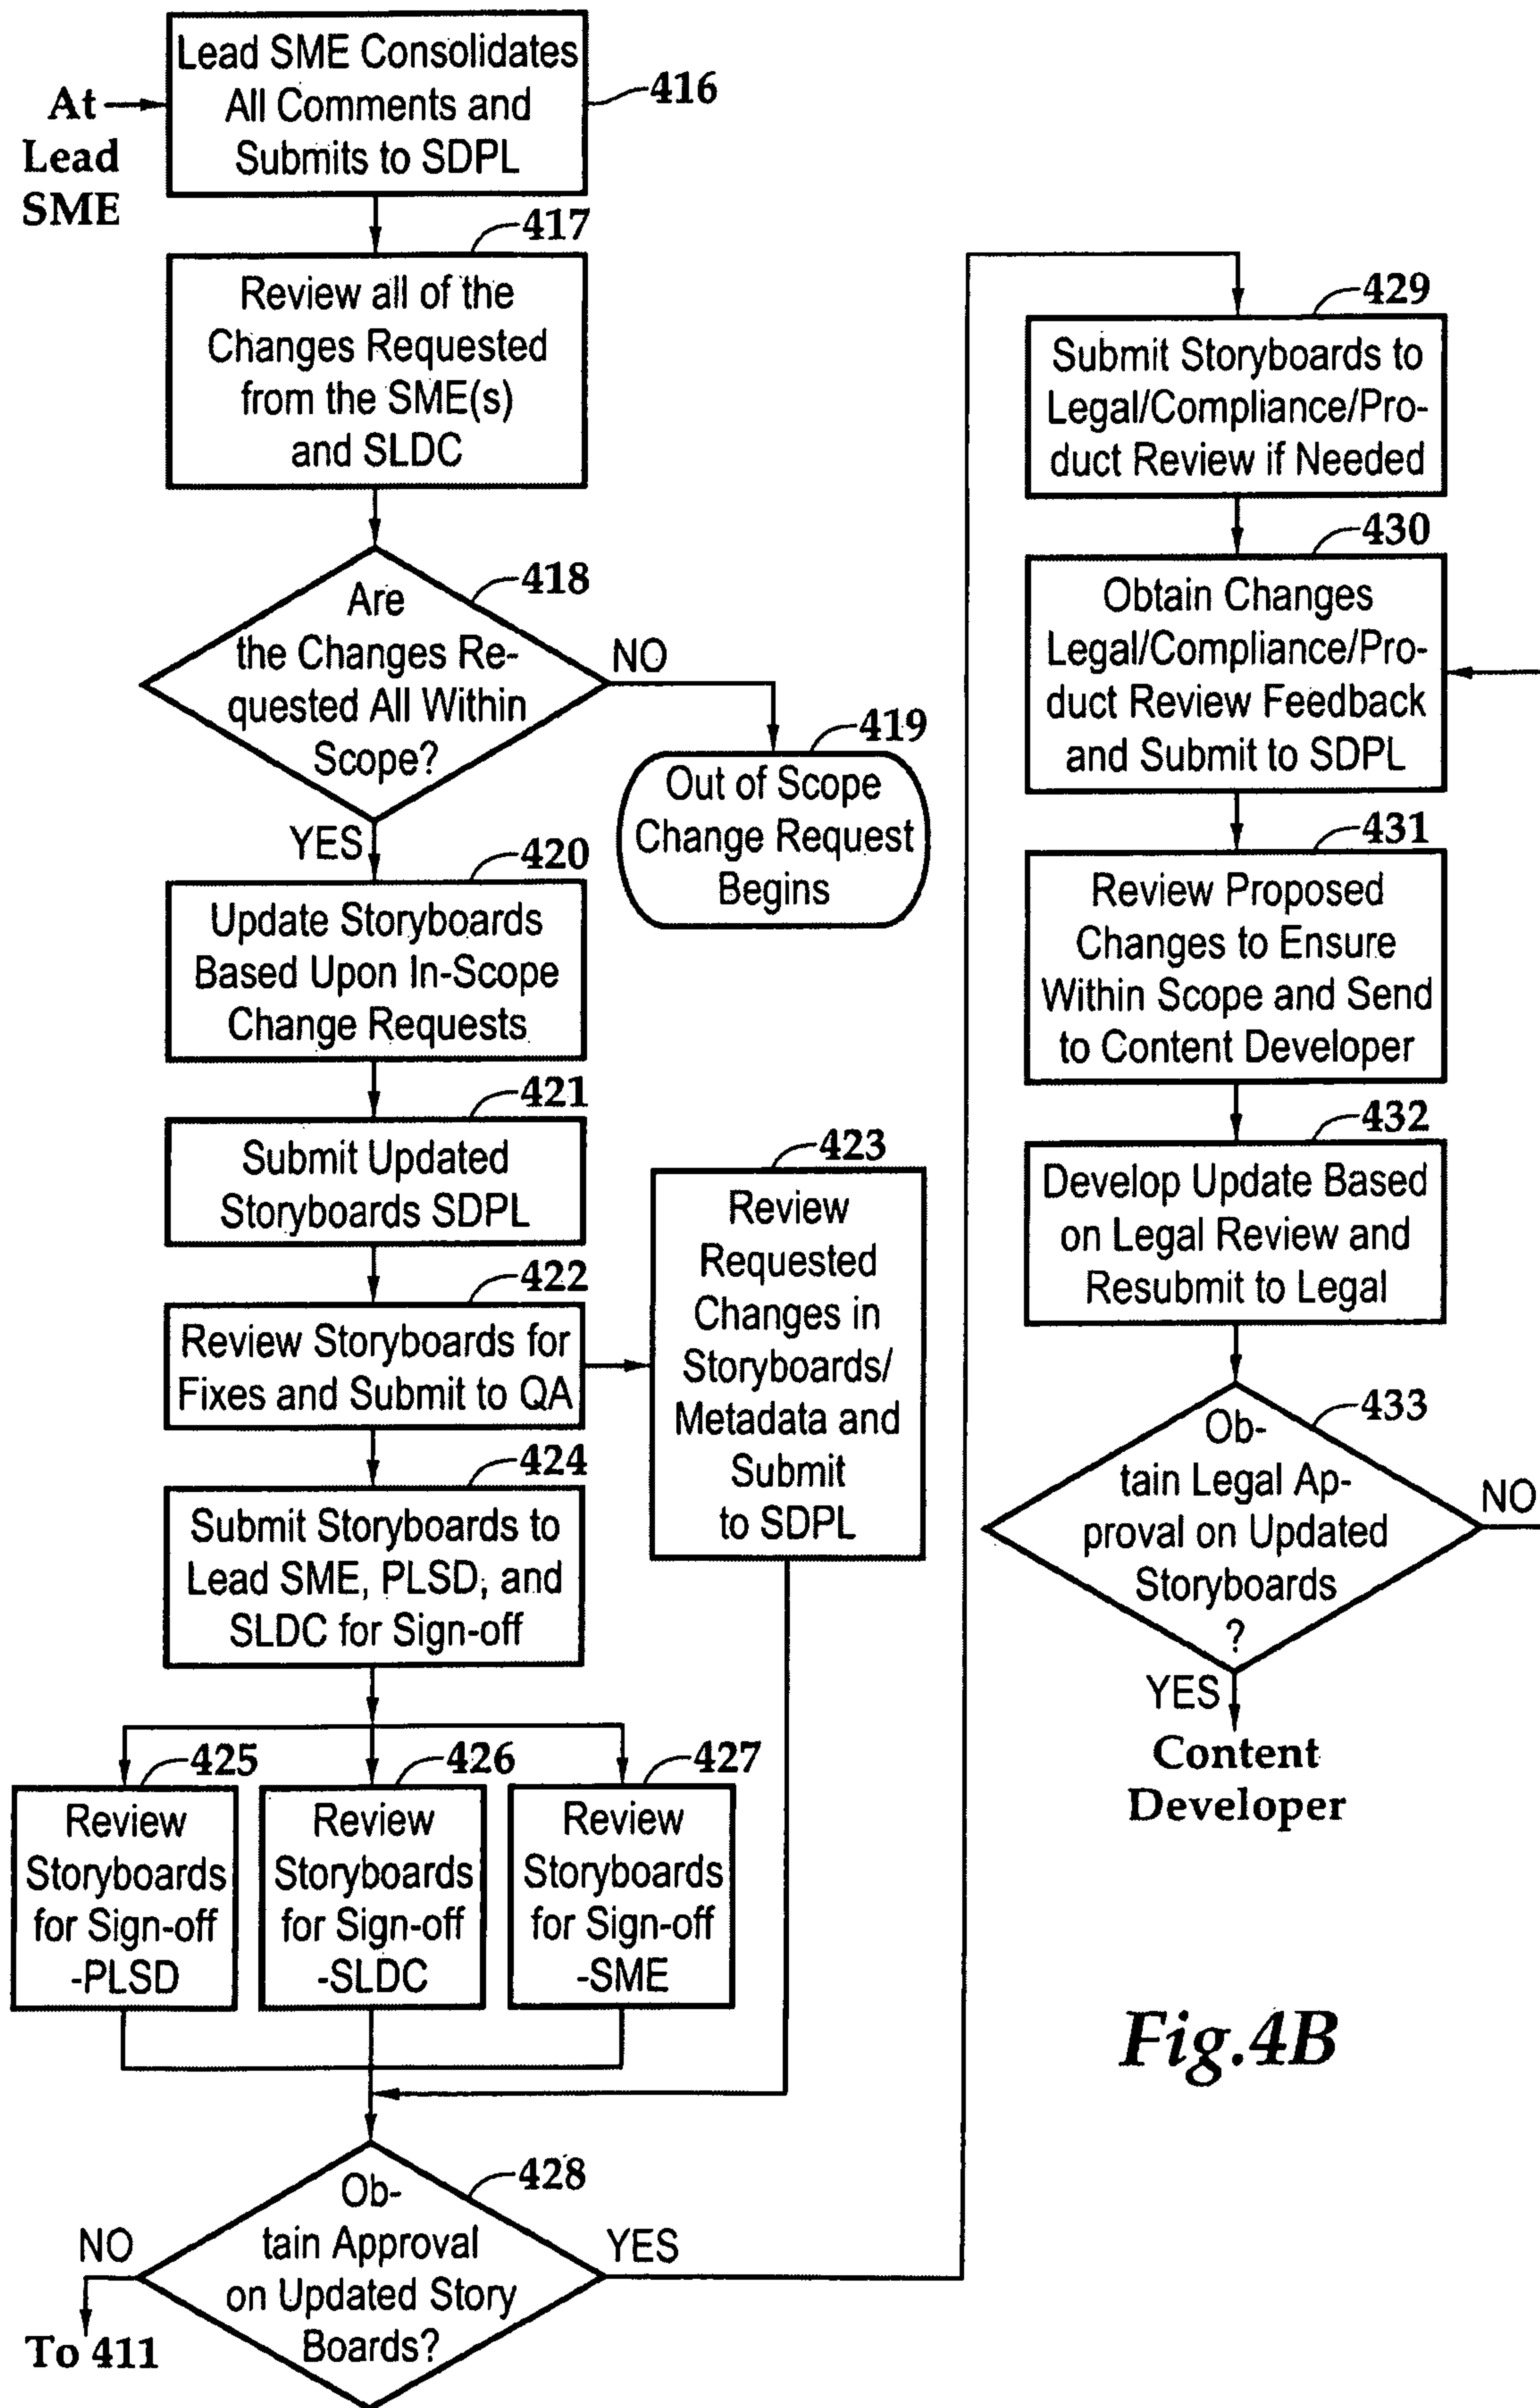 Lead SME Consolidates
All Comments and
Submits to SDPL
416
At
Lead
SME
417
Review all of the
Changes Requested
from the SME(s)
and SLDC
418
Are
the Changes Re-
quested All Within
Scope?
NO
419
Out of Scope
Change Request
Begins
YES
420
Update Storyboards
Based Upon In-Scope
Change Requests
421
Submit Updated
Storyboards SDPL
422
Review Storyboards for
Fixes and Submit to QA
423
Review
Requested
Changes in
Storyboards/
Metadata and
Submit
to SDPL
424
Submit Storyboards to
Lead SME, PLSD, and
SLDC for Sign-off
425
Review
Storyboards
for Sign-off
-PLSD
426
Review
Storyboards
for Sign-off
-SLDC
427
Review
Storyboards
for Sign-off
-SME
428
Ob-
tain Approval
on Updated Story
Boards?
NO
To 411
YES
429
Submit Storyboards to
Legal/Compliance/Pro-
duct Review if Needed
430
Obtain Changes
Legal/Compliance/Pro-
duct Review Feedback
and Submit to SDPL
431
Review Proposed
Changes to Ensure
Within Scope and Send
to Content Developer
432
Develop Update Based
on Legal Review and
Resubmit to Legal
433
Ob-
tain Legal Ap-
proval on Updated
Storyboards
?
NO
YES
Content
Developer
Fig.4B